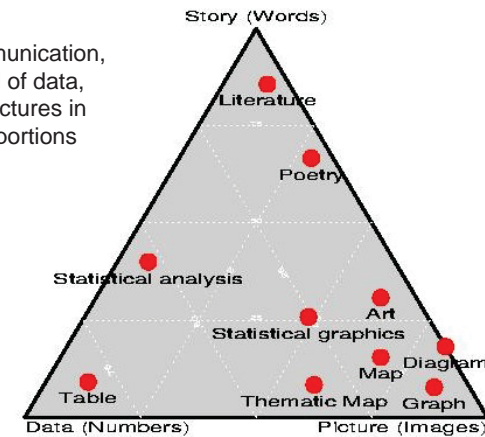 Story (Words)
munication,
of data,
ctures in
portions
Literature
Poetry
Statistical analysis
Art
Statistical graphics
Diagram
Map
Table
Thematic Map
Graph
Data (Numbers)
Picture (Images)